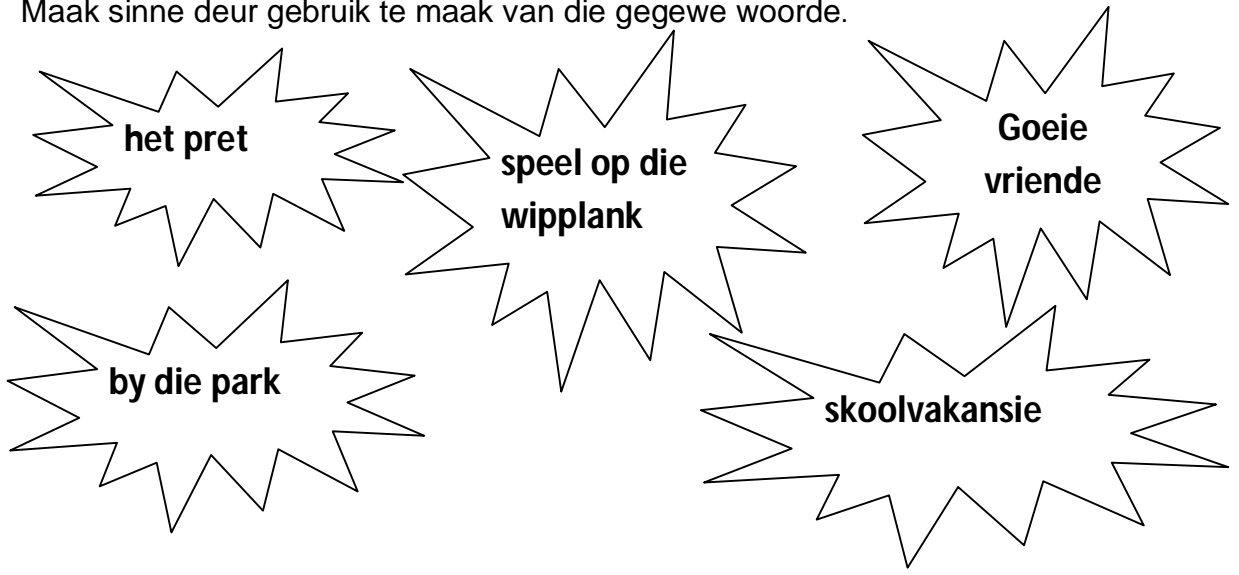 Maak sinne deur gebruik te maak van die gegewe woorde.
het pret
speel op die
wipplank
Goeie
vriende
by die park
skoolvakansie